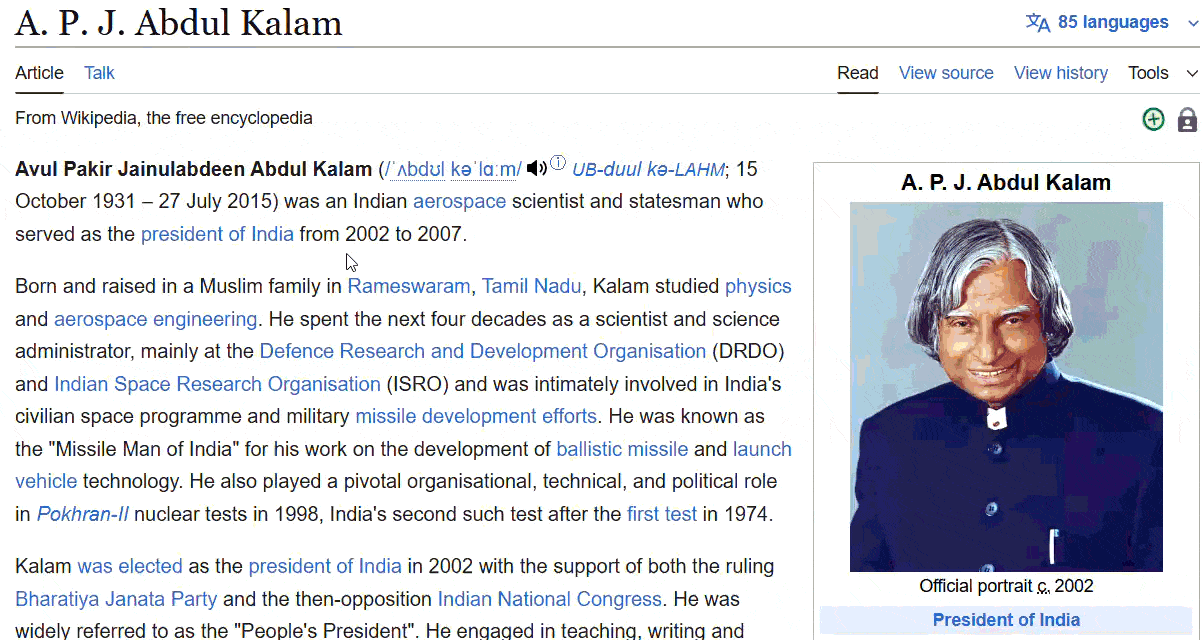 A. P. J. Abdul Kalam
85 languages
Article Talk
Read View source View history Tools
From Wikipedia, the free encyclopedia
Avul Pakir Jainulabdeen Abdul Kalam (/ˈʌbdʊl kəˈlɑːm/ UB-duul kə-LAHM; 15
October 1931 – 27 July 2015) was an Indian aerospace scientist and statesman who
served as the president of India from 2002 to 2007.
Born and raised in a Muslim family in Rameswaram, Tamil Nadu, Kalam studied physics
and aerospace engineering. He spent the next four decades as a scientist and science
administrator, mainly at the Defence Research and Development Organisation (DRDO)
and Indian Space Research Organisation (ISRO) and was intimately involved in India's
civilian space programme and military missile development efforts. He was known as
the "Missile Man of India" for his work on the development of ballistic missile and launch
vehicle technology. He also played a pivotal organisational, technical, and political role
in Pokhran-II nuclear tests in 1998, India's second such test after the first test in 1974.
Kalam was elected as the president of India in 2002 with the support of both the ruling
Bharatiya Janata Party and the then-opposition Indian National Congress. He was
widely referred to as the "People's President". He engaged in teaching, writing and
A. P. J. Abdul Kalam
Official portrait c. 2002
President of India